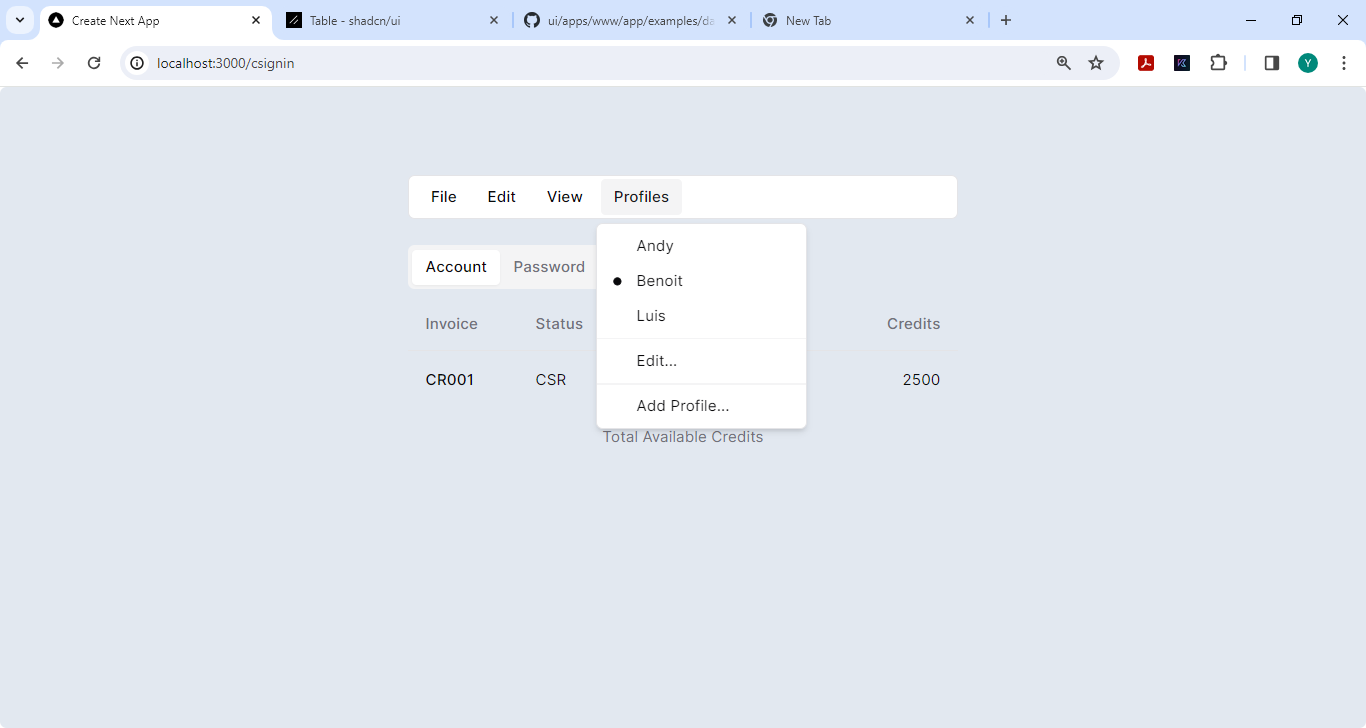 Create Next App
Table - shadcn/ui
ui/apps/www/app/examples/da
New Tab
localhost:3000/csignin
Y
File Edit View Profiles
Andy
Benoit
Luis
Edit...
Add Profile...
Account Password
Invoice Status Credits
CR001 CSR 2500
Total Available Credits